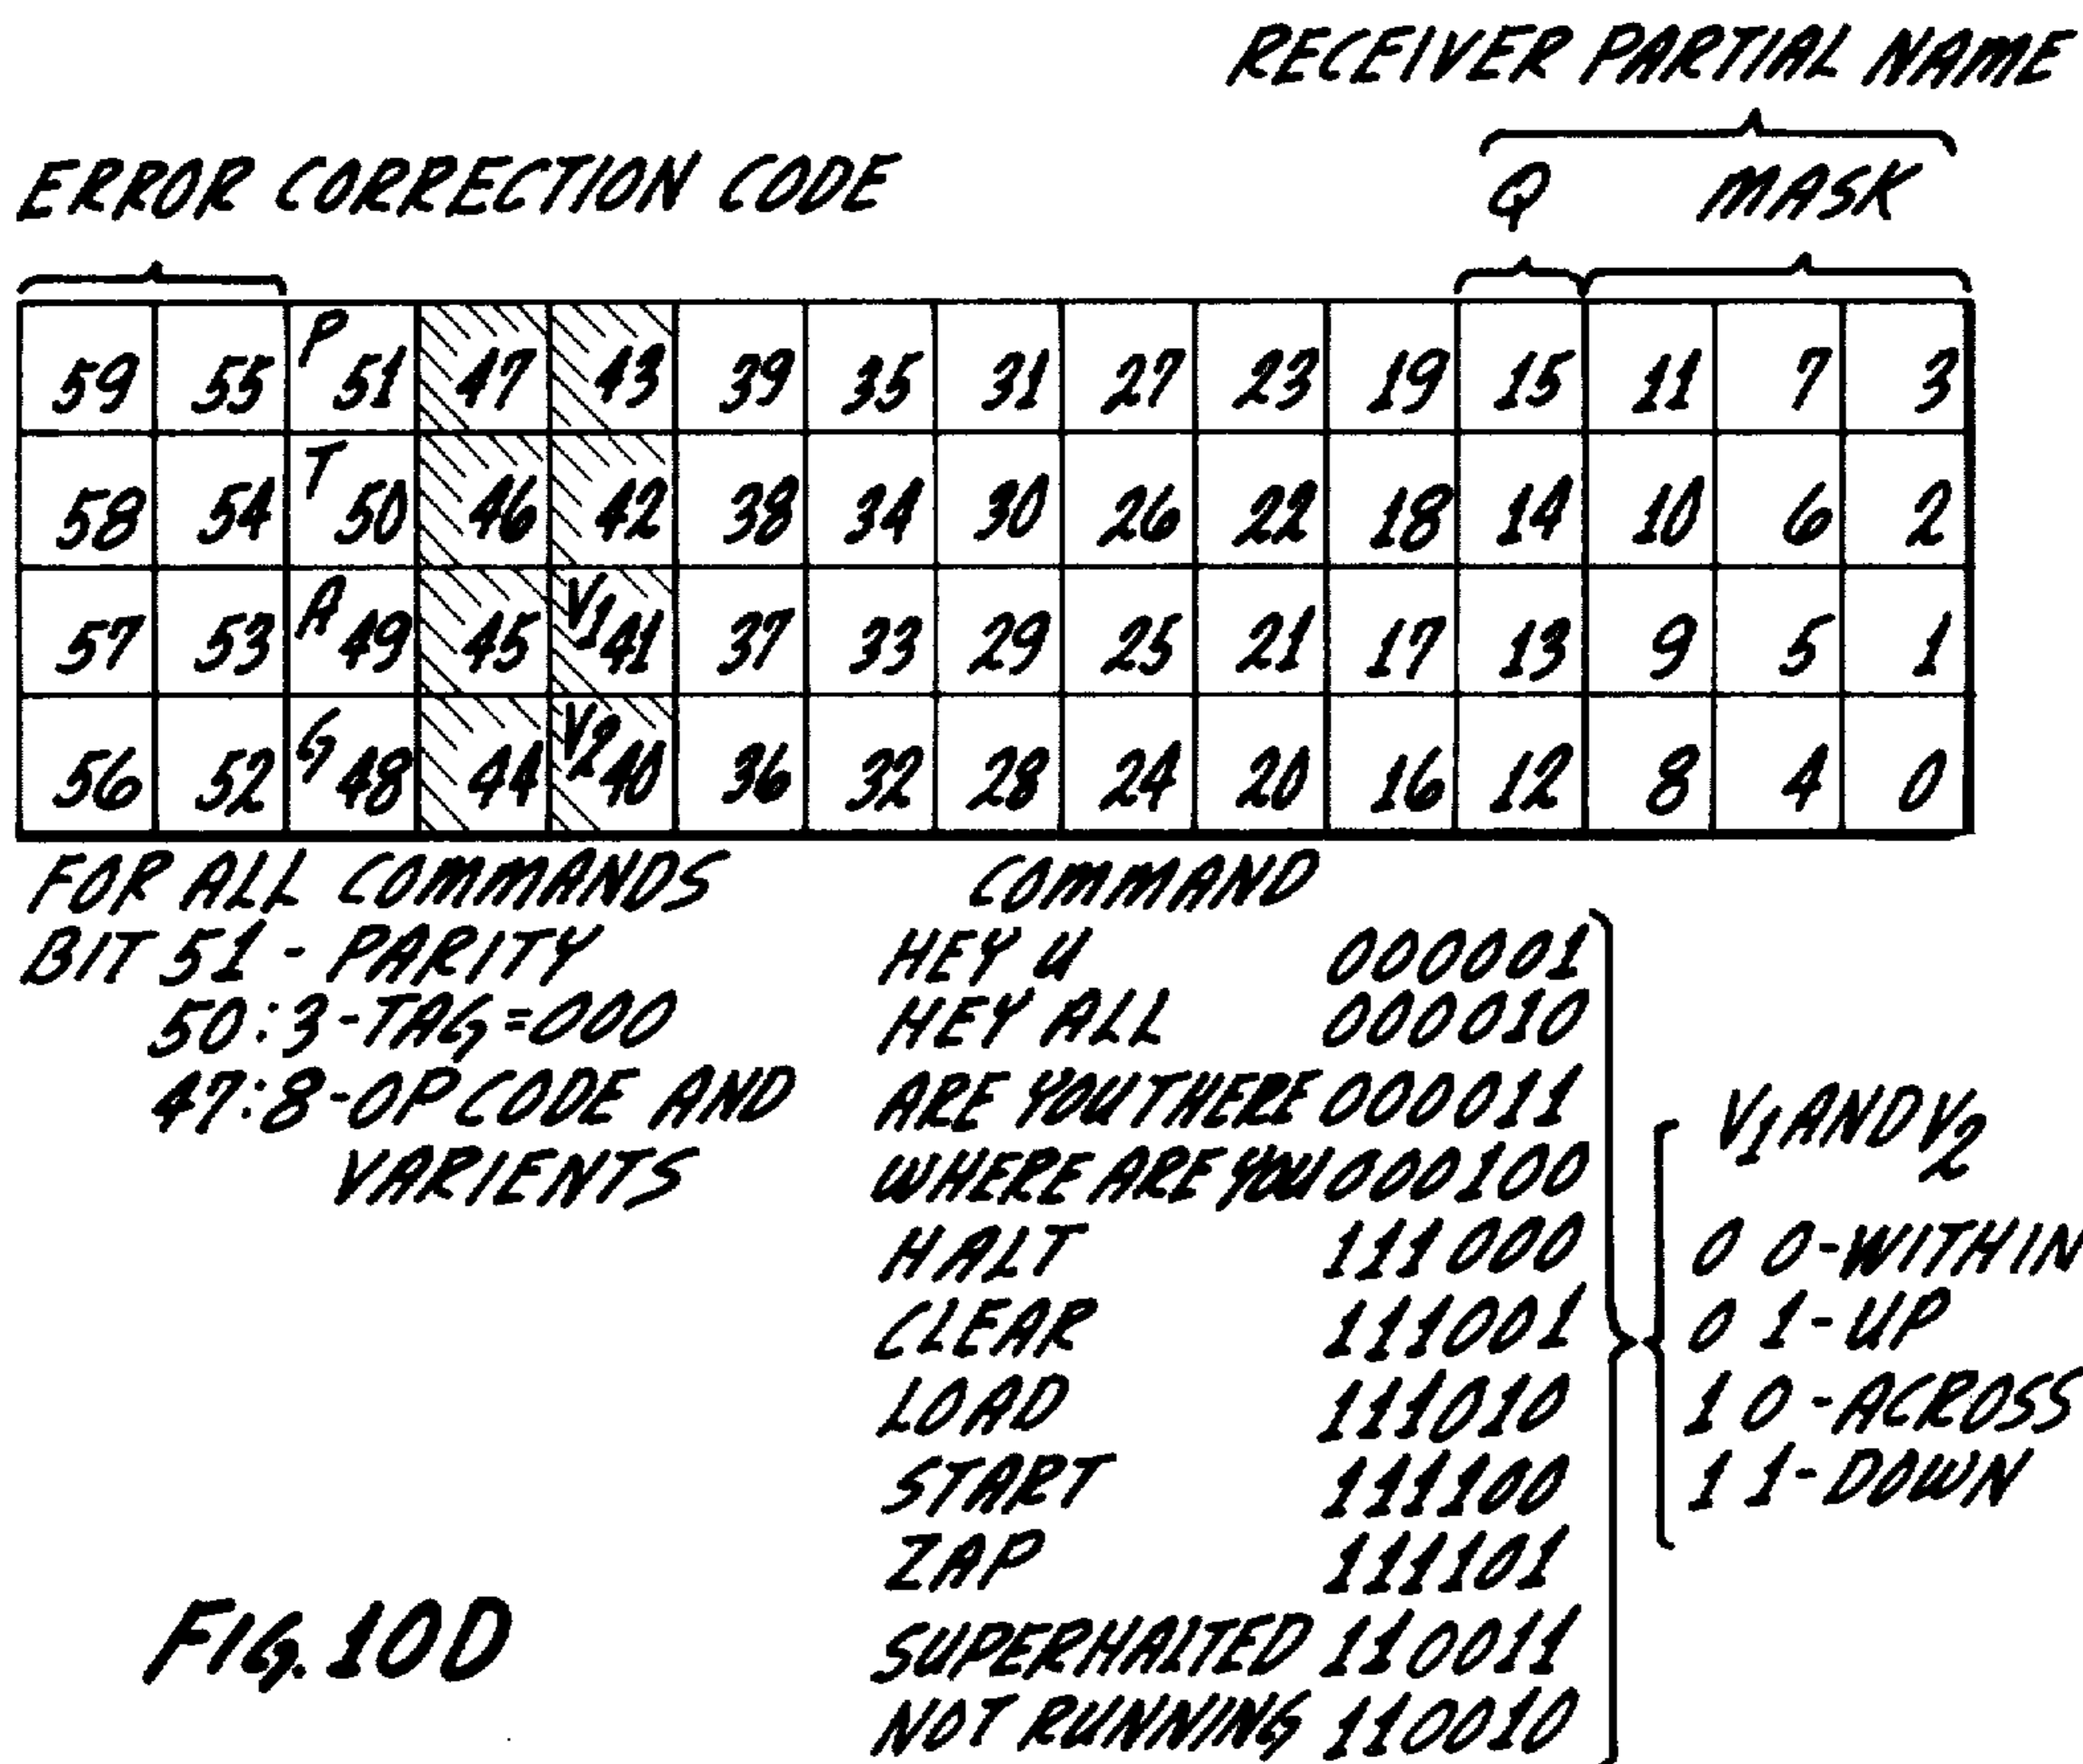 RECEIVER PARTIAL NAME
ERROR CORRECTION CODE
Q MASK
59 55 P 51 47 43 39 35 31 27 23 19 15 11 7 3
58 54 T 50 46 42 38 34 30 26 22 18 14 10 6 2
57 53 A 49 45 V1 41 37 33 29 25 21 17 13 9 5 1
56 52 G 48 44 V2 40 36 32 28 24 20 16 12 8 4 0
FOR ALL COMMANDS
BIT 51 - PARITY
50:3-TAG=000
47:8-OP CODE AND
VARIENTS
COMMAND
HEY U 000001
HEY ALL 000010
ARE YOU THERE 000011
WHERE ARE YOU 000100
HALT 111000
CLEAR 111001
LOAD 111010
START 111100
ZAP 111101
SUPERHALTED 110011
NOT RUNNING 110010
V1 AND V2
0 0-WITHIN
0 1-UP
1 0-ACROSS
1 1-DOWN
FIG. 10D